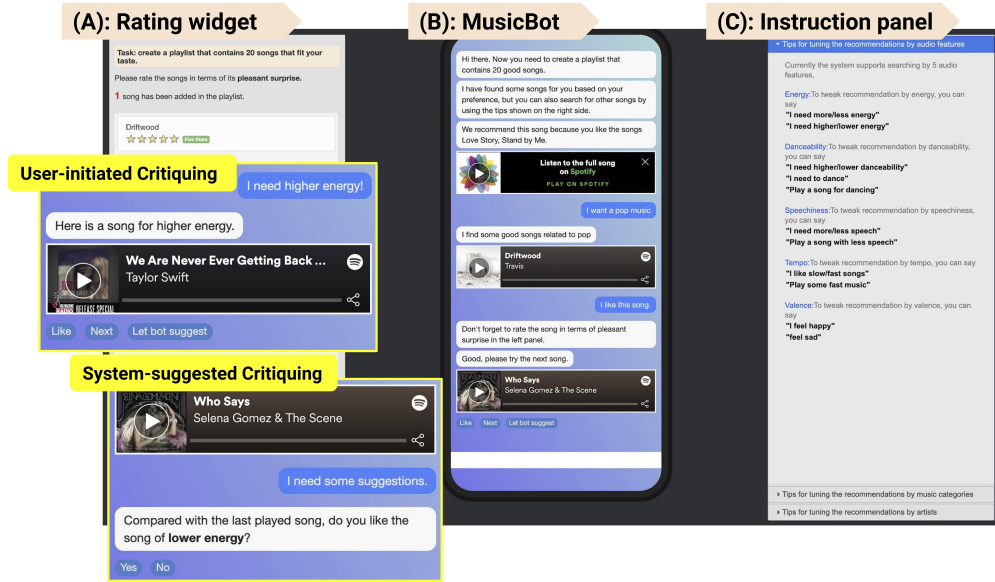 (A): Rating widget
(B): MusicBot
(C): Instruction panel
Task: create a playlist that contains 20 songs that fit your
taste.
Please rate the songs in terms of its pleasant surprise.
1 song has been added in the playlist.
Driftwood
Five Stars
User-initiated Critiquing
I need higher energy!
Here is a song for higher energy.
We Are Never Ever Getting Back ...
Taylor Swift
RELEASE SPECIAL
Like
Next
Let bot suggest
System-suggested Critiquing
Who Says
Selena Gomez & The Scene
I need some suggestions.
Compared with the last played song, do you like the
song of lower energy?
Yes
No
Hi there. Now you need to create a playlist that
contains 20 good songs.
I have found some songs for you based on your
preference, but you can also search for other songs by
using the tips shown on the right side.
We recommend this song because you like the songs
Love Story, Stand by Me.
Listen to the full song
on Spotify
PLAY ON SPOTIFY
I want a pop music
I find some good songs related to pop
Driftwood
Travis
I like this song.
Don't forget to rate the song in terms of pleasant
surprise in the left panel.
Good, please try the next song.
Who Says
Selena Gomez & The Scene
Like
Next
Let bot suggest
Tips for tuning the recommendations by audio features
Currently the system supports searching by 5 audio
features,
Energy:To tweak recommendation by energy, you can
say
"I need more/less energy"
"I need higher/lower energy"
Danceability:To tweak recommendation by danceability,
you can say
"I need higher/lower danceability"
"I need to dance"
"Play a song for dancing"
Speechiness:To tweak recommendation by speechiness,
you can say
"I need more/less speech"
"Play a song with less speech"
Tempo:To tweak recommendation by tempo, you can say
"I like slow/fast songs"
"Play some fast music"
Valence:To tweak recommendation by valence, you can
say
"I feel happy"
"feel sad"
Tips for tuning the recommendations by music categories
Tips for tuning the recommendations by artists